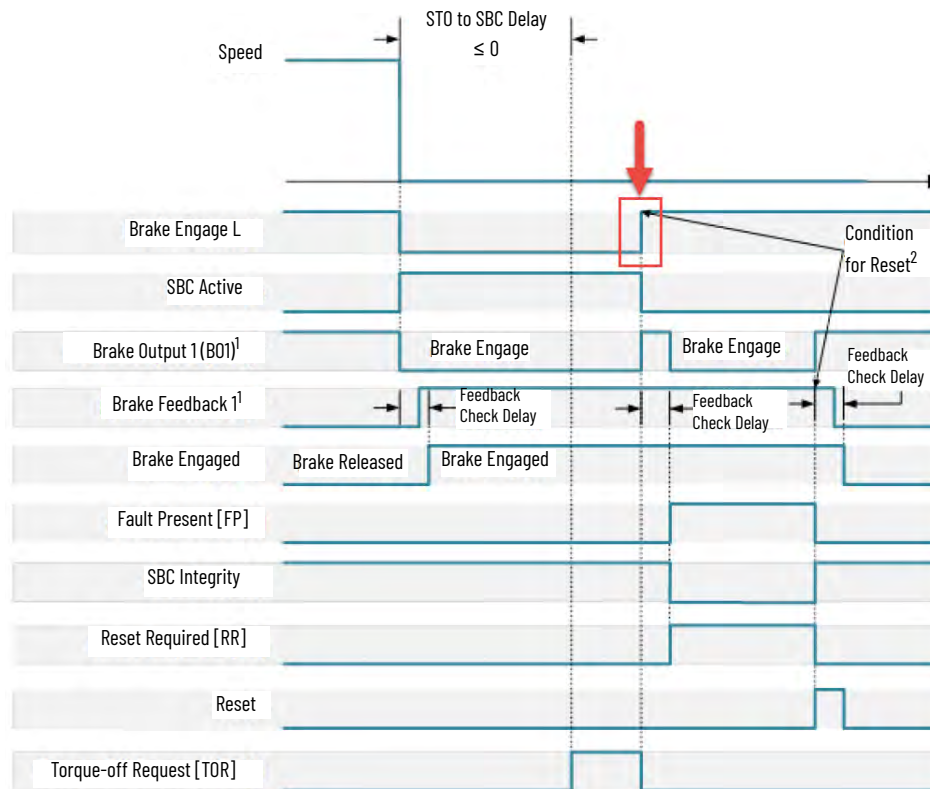 STO to SBC Delay
≤ 0
Speed
Brake Engage L
Condition
for Reset²
SBC Active
Brake Output 1 (BO1)¹
Brake Engage
Brake Engage
Feedback
Check Delay
Brake Feedback 1¹
Feedback
Check Delay
Feedback
Check Delay
Brake Engaged
Brake Released
Brake Engaged
Fault Present [FP]
SBC Integrity
Reset Required [RR]
Reset
Torque-off Request [TOR]